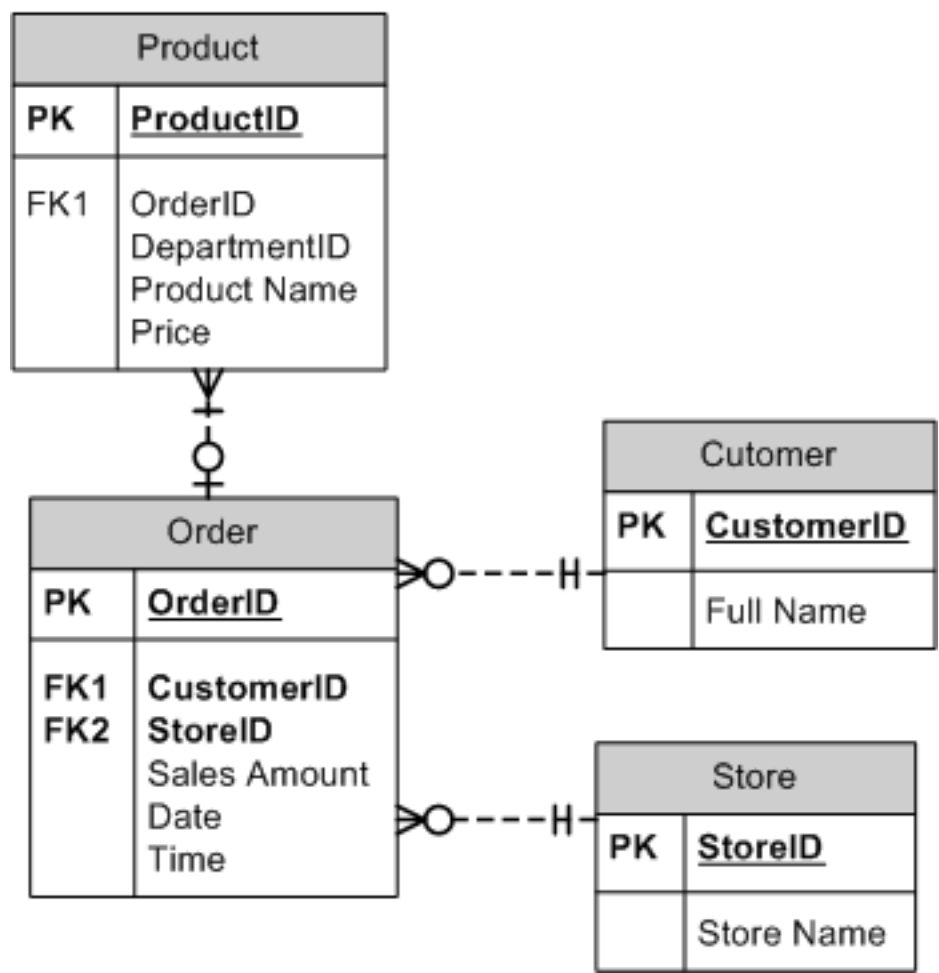 Product
PK ProductID
FK1 OrderID
DepartmentID
Product Name
Price
Order
PK OrderID
FK1 CustomerID
FK2 StoreID
Sales Amount
Date
Time
Cutomer
PK CustomerID
Full Name
Store
PK StoreID
Store Name